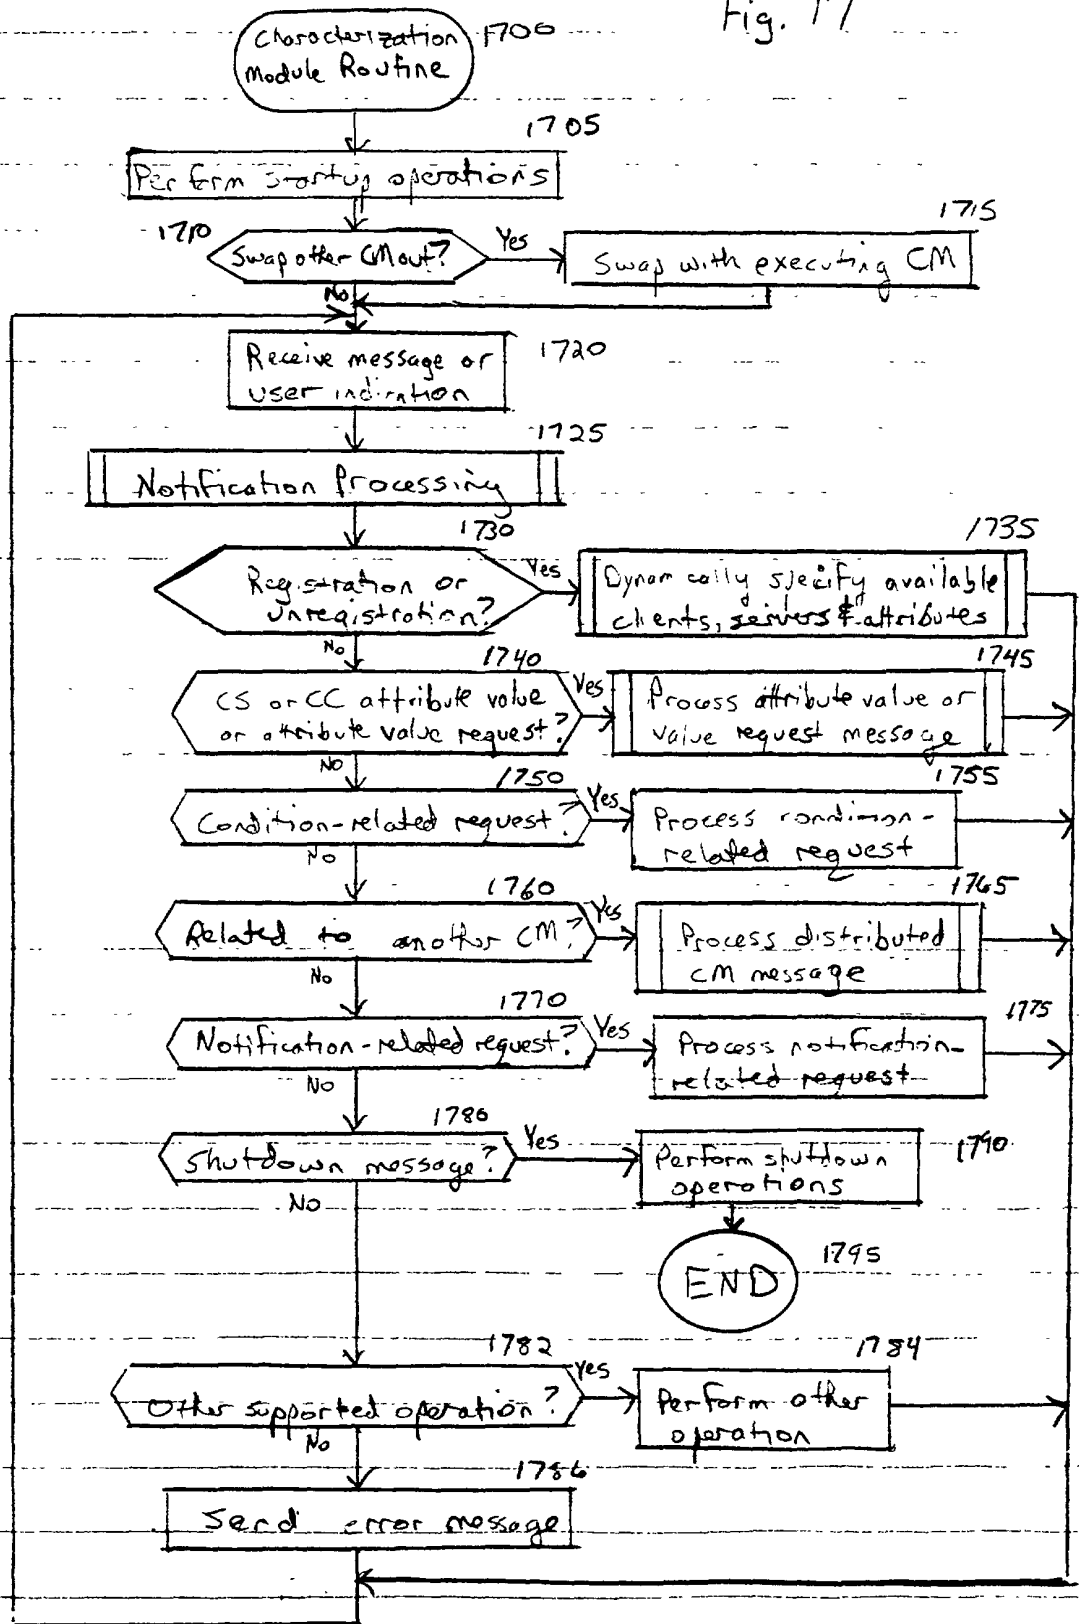 Fig. 17
Characterization
Module Routine
1700
1705
Perform startup operations
1710
Swap other CM out?
Yes
1715
Swap with executing CM
No
Receive message or
user indication
1720
1725
Notification Processing
1730
Registration or
unregistration?
Yes
1735
Dynamically specify available
clients, servers & attributes
No
1740
CS or CC attribute value
or attribute value request?
Yes
1745
Process attribute value or
value request message
No
1750
Condition-related request?
Yes
1755
Process condition-
related request
No
1760
Related to another CM?
Yes
1765
Process distributed
CM message
No
1770
Notification-related request?
Yes
1775
Process notification-
related request
No
1780
Shutdown message?
Yes
1790
Perform shutdown
operations
No
1795
END
1782
Other supported operation?
Yes
1784
Perform other
operation
No
1786
Send error message